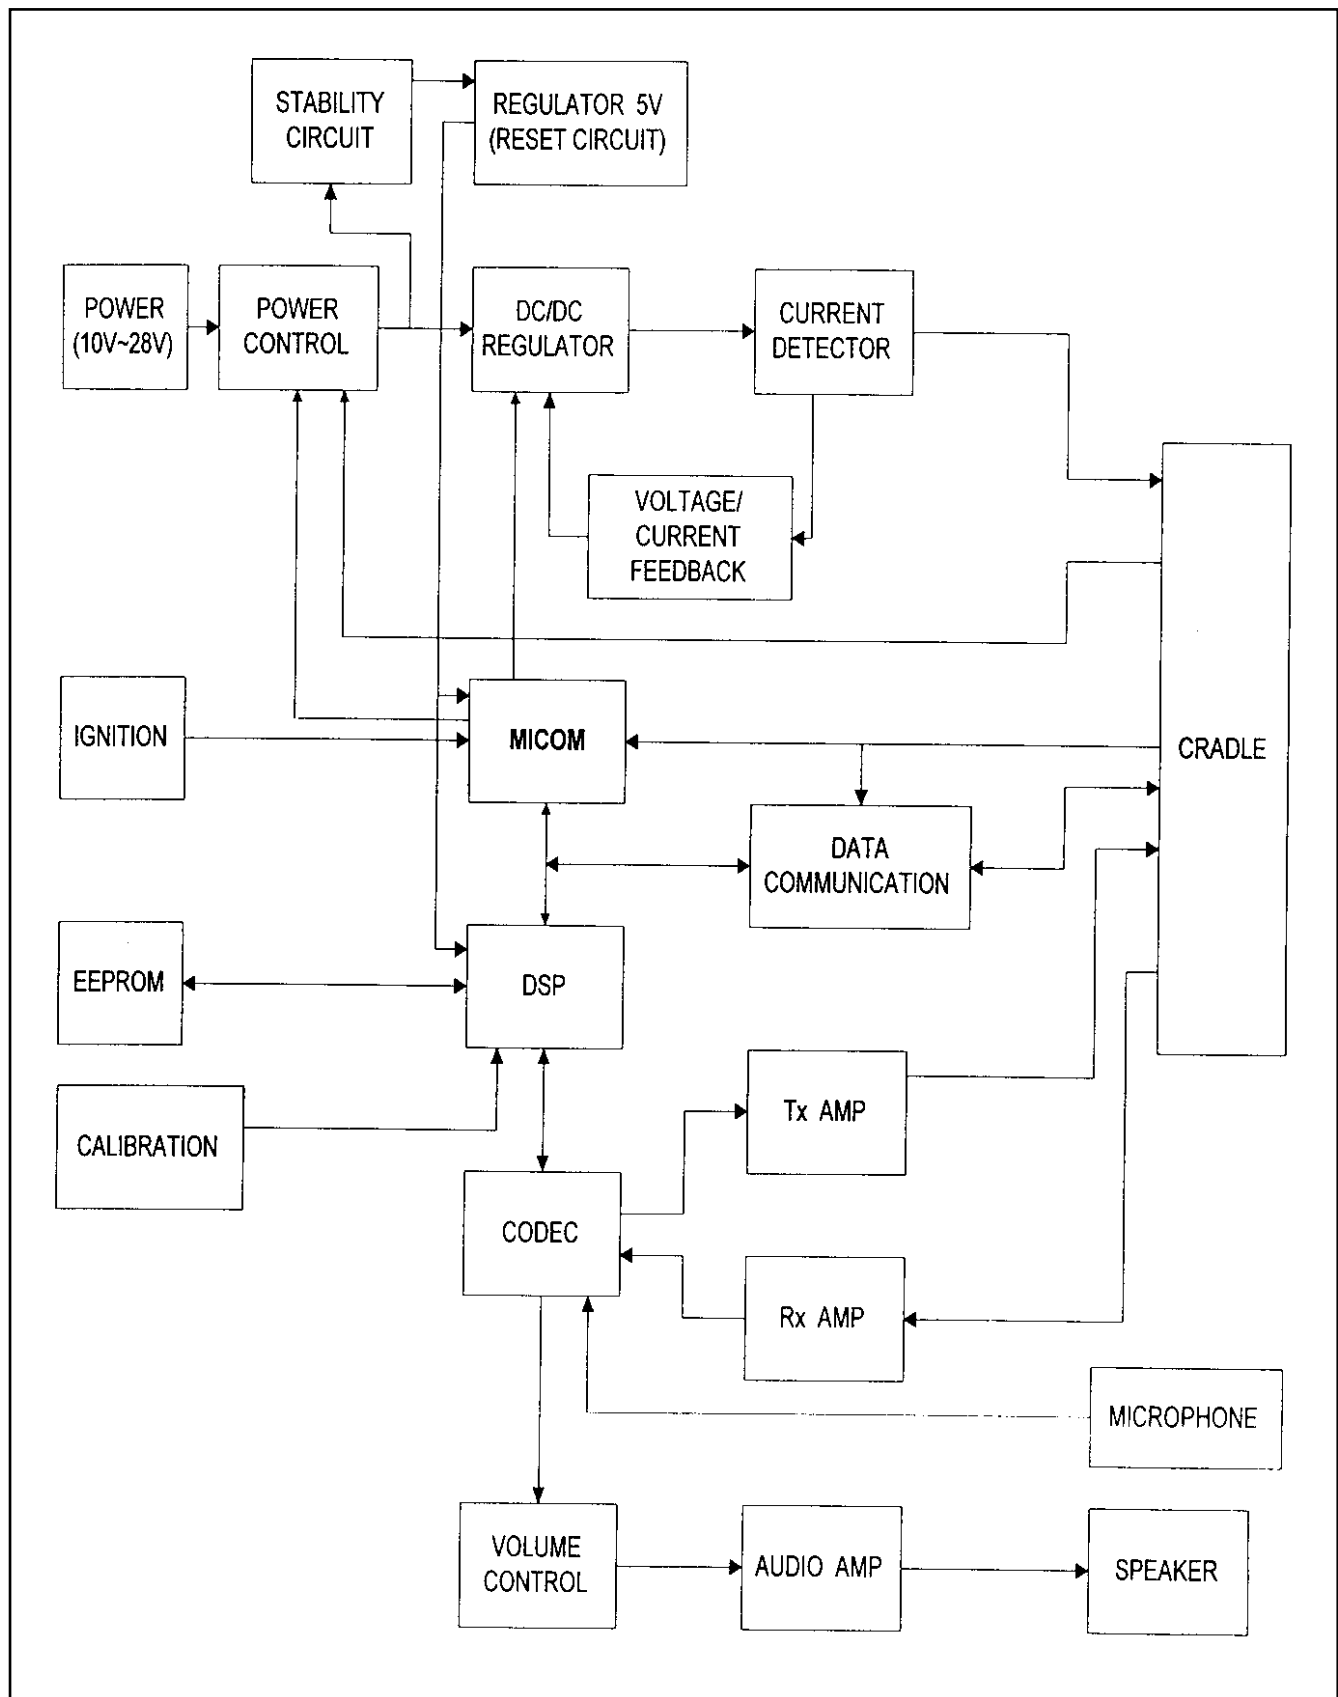 STABILITY
CIRCUIT
REGULATOR 5V
(RESET CIRCUIT)
POWER
(10V~28V)
POWER
CONTROL
DC/DC
REGULATOR
CURRENT
DETECTOR
VOLTAGE/
CURRENT
FEEDBACK
IGNITION
MICOM
CRADLE
DATA
COMMUNICATION
EEPROM
DSP
CALIBRATION
Tx AMP
CODEC
Rx AMP
MICROPHONE
VOLUME
CONTROL
AUDIO AMP
SPEAKER